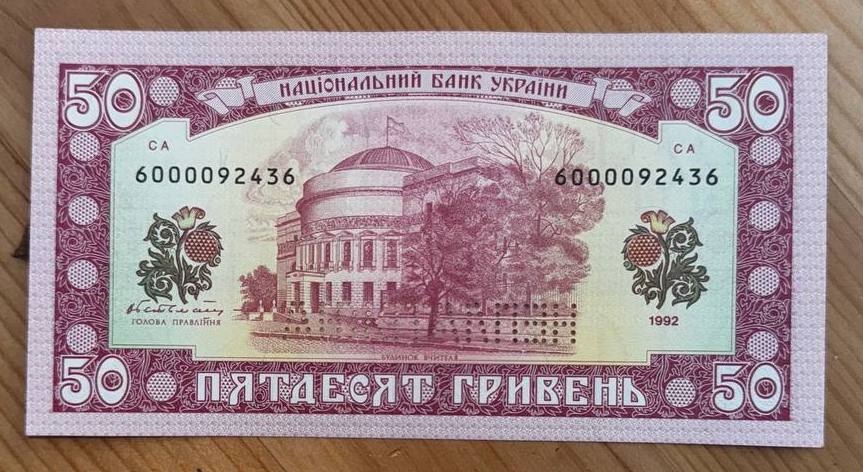 50 НАЦІОНАЛЬНИЙ БАНК УКРАЇНИ 50
СА СА
6000092436 6000092436
ГОЛОВА ПРАВЛІННЯ
1992
БУДИНОК ВЧИТЕЛЯ
50 ПЯТДЕСЯТ ГРИВЕНЬ 50